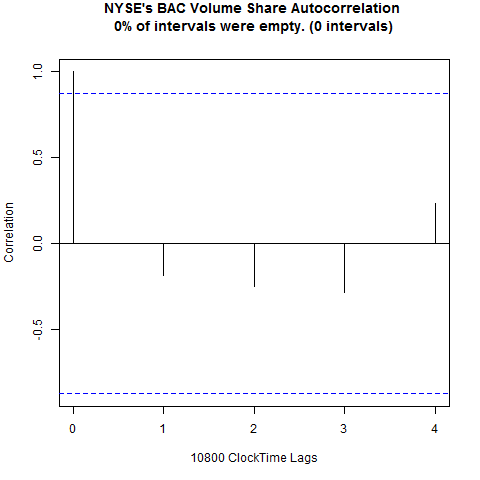 NYSE's BAC Volume Share Autocorrelation
0% of intervals were empty. (0 intervals)
1.0
0.5
0.0
-0.5
Correlation
0 1 2 3 4
10800 ClockTime Lags